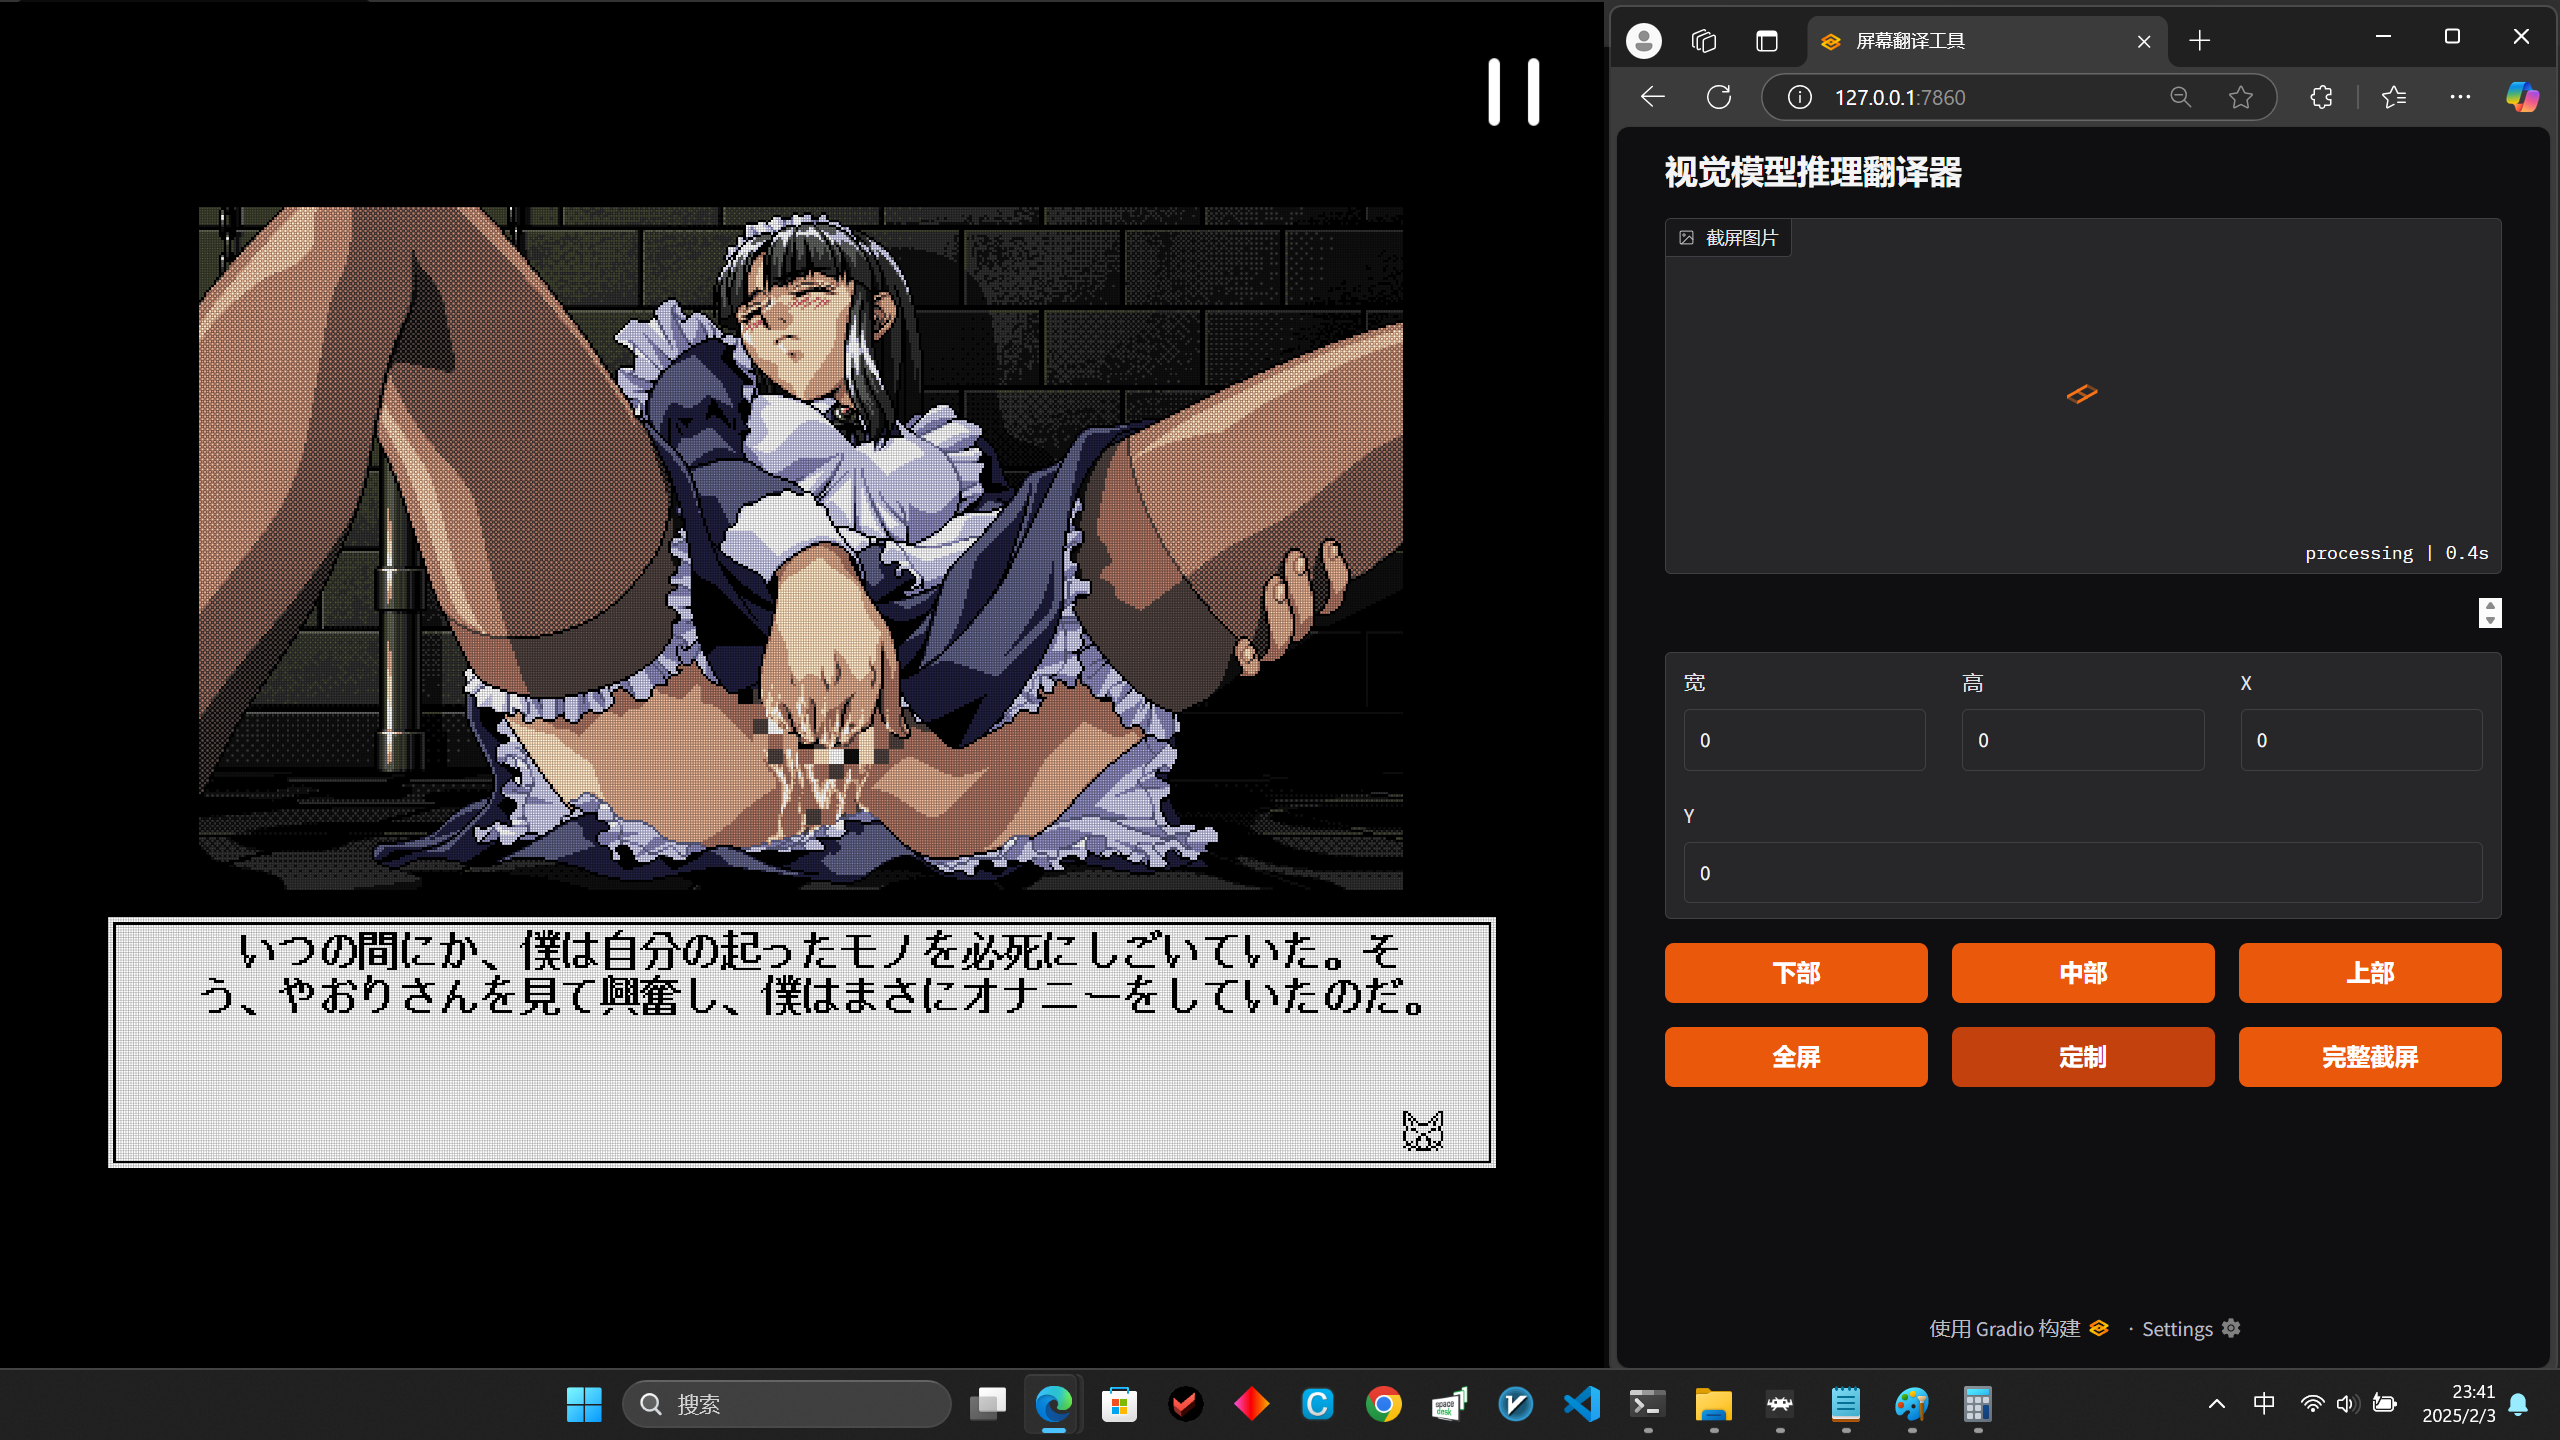 屏幕翻译工具
127.0.0.1:7860
视觉模型推理翻译器
截屏图片
processing | 0.4s
宽
高
X
0
0
0
Y
0
下部
中部
上部
全屏
定制
完整截屏
使用 Gradio 构建 · Settings
いつの間にか、僕は自分の起ったモノを必死にしごいていた。そ
う、やおりさんを見て興奮し、僕はまさにオナニーをしていたのだ。
搜索
space desk
中
23:41
2025/2/3